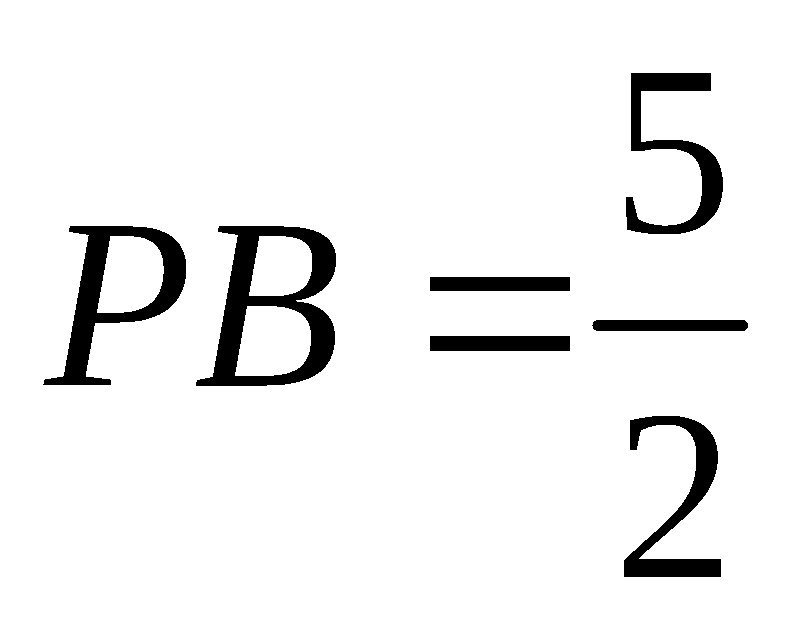 PB = 5/2